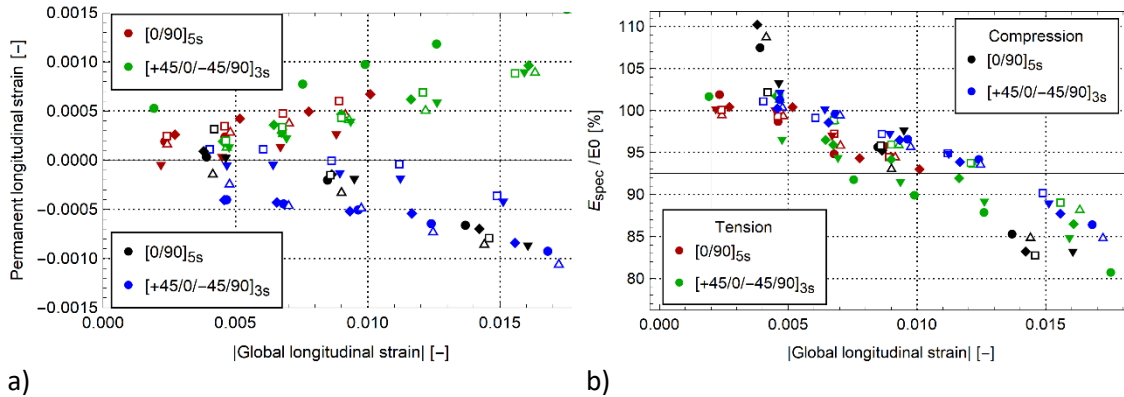 Permanent longitudinal strain [−]
0.0015
0.0010
0.0005
0.0000
−0.0005
−0.0010
−0.0015
[0/90]5s
[+45/0/−45/90]3s
[0/90]5s
[+45/0/−45/90]3s
0.000 0.005 0.010 0.015
|Global longitudinal strain| [−]
a)
Espec / E0 [%]
110
105
100
95
90
85
80
Compression
[0/90]5s
[+45/0/−45/90]3s
Tension
[0/90]5s
[+45/0/−45/90]3s
0.000 0.005 0.010 0.015
|Global longitudinal strain| [−]
b)